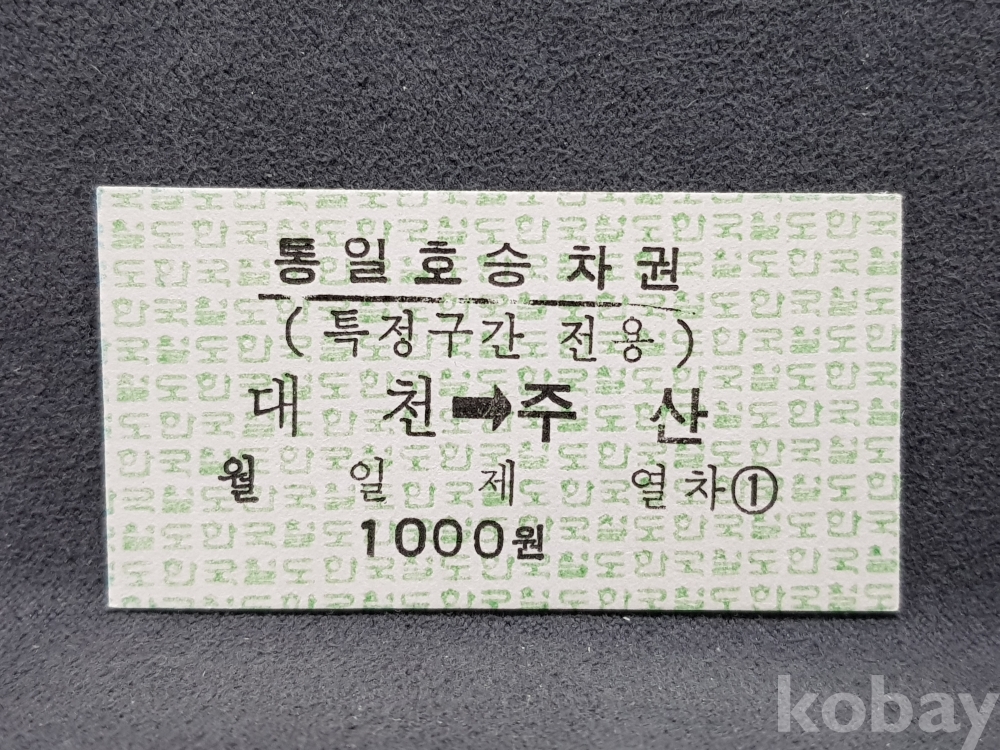 통일호승차권
(특정구간 전용)
대 천➡주 산
월 일 제 열차①
1000원
kobay